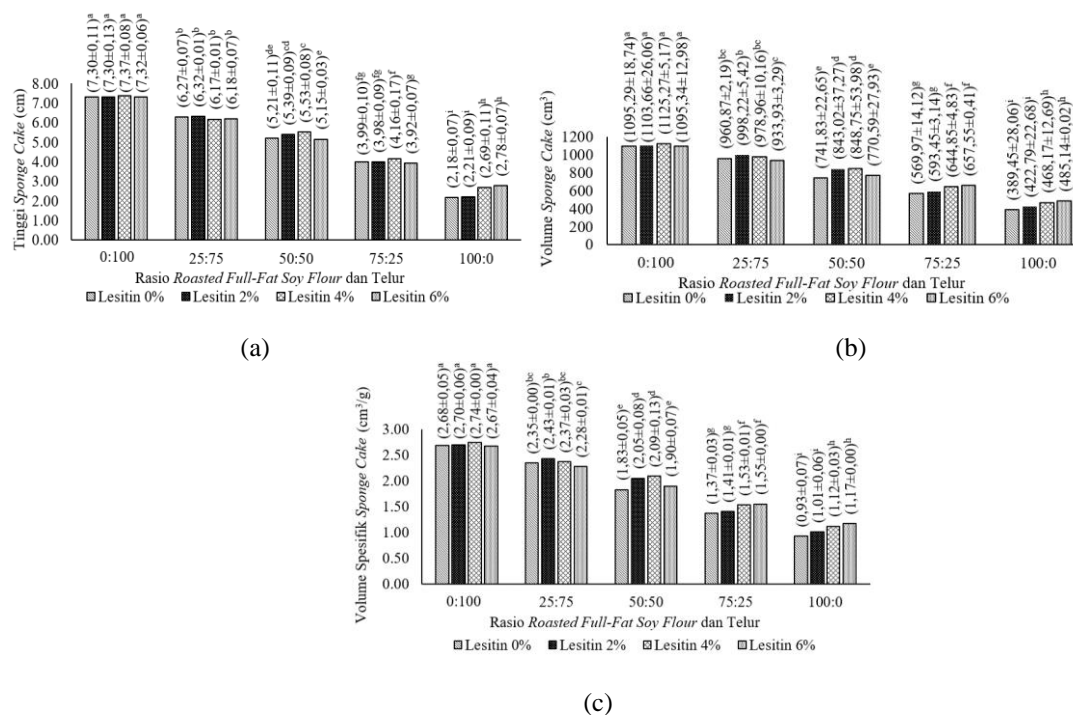 (7,30±0,11)ᵃ
(7,30±0,13)ᵃ
(7,37±0,08)ᵃ
(7,32±0,06)ᵃ
(6,27±0,07)ᵇ
(6,32±0,01)ᵇ
(6,17±0,01)ᵇ
(6,18±0,07)ᵇ
(5,21±0,11)ᵈᵉ
(5,39±0,09)ᶜᵈ
(5,53±0,08)ᶜ
(5,15±0,03)ᵉ
(3,99±0,10)ᶠᵍ
(3,98±0,09)ᶠᵍ
(4,16±0,17)ᶠ
(3,92±0,07)ᵍ
(2,18±0,07)ⁱ
(2,21±0,09)ⁱ
(2,69±0,11)ʰ
(2,78±0,07)ʰ
Tinggi Sponge Cake (cm)
8.00
7.00
6.00
5.00
4.00
3.00
2.00
1.00
0.00
0:100 25:75 50:50 75:25 100:0
Rasio Roasted Full-Fat Soy Flour dan Telur
Lesitin 0% Lesitin 2% Lesitin 4% Lesitin 6%
(a)
(1095,29±18,74)ᵃ
(1103,66±26,06)ᵃ
(1125,27±5,17)ᵃ
(1095,34±12,98)ᵃ
(960,87±2,19)ᵇᶜ
(998,22±5,42)ᵇ
(978,96±10,16)ᵇᶜ
(933,93±3,29)ᶜ
(741,83±22,65)ᵉ
(843,02±37,27)ᵈ
(848,75±53,98)ᵈ
(770,59±27,93)ᵉ
(569,97±14,12)ᵍ
(593,45±3,14)ᵍ
(644,85±4,83)ᶠ
(657,55±0,41)ᶠ
(389,45±28,06)ⁱ
(422,79±22,68)ⁱ
(468,17±12,69)ʰ
(485,14±0,02)ʰ
Volume Sponge Cake (cm³)
1200
1000
800
600
400
200
0
0:100 25:75 50:50 75:25 100:0
Rasio Roasted Full-Fat Soy Flour dan Telur
Lesitin 0% Lesitin 2% Lesitin 4% Lesitin 6%
(b)
(2,68±0,05)ᵃ
(2,70±0,06)ᵃ
(2,74±0,00)ᵃ
(2,67±0,04)ᵃ
(2,35±0,00)ᵇᶜ
(2,43±0,01)ᵇ
(2,37±0,03)ᵇᶜ
(2,28±0,01)ᶜ
(1,83±0,05)ᵉ
(2,05±0,08)ᵈ
(2,09±0,13)ᵈ
(1,90±0,07)ᵉ
(1,37±0,03)ᵍ
(1,41±0,01)ᵍ
(1,53±0,01)ᶠ
(1,55±0,00)ᶠ
(0,93±0,07)ⁱ
(1,01±0,06)ⁱ
(1,12±0,03)ʰ
(1,17±0,00)ʰ
Volume Spesifik Sponge Cake (cm³/g)
3.00
2.50
2.00
1.50
1.00
0.50
0.00
0:100 25:75 50:50 75:25 100:0
Rasio Roasted Full-Fat Soy Flour dan Telur
Lesitin 0% Lesitin 2% Lesitin 4% Lesitin 6%
(c)